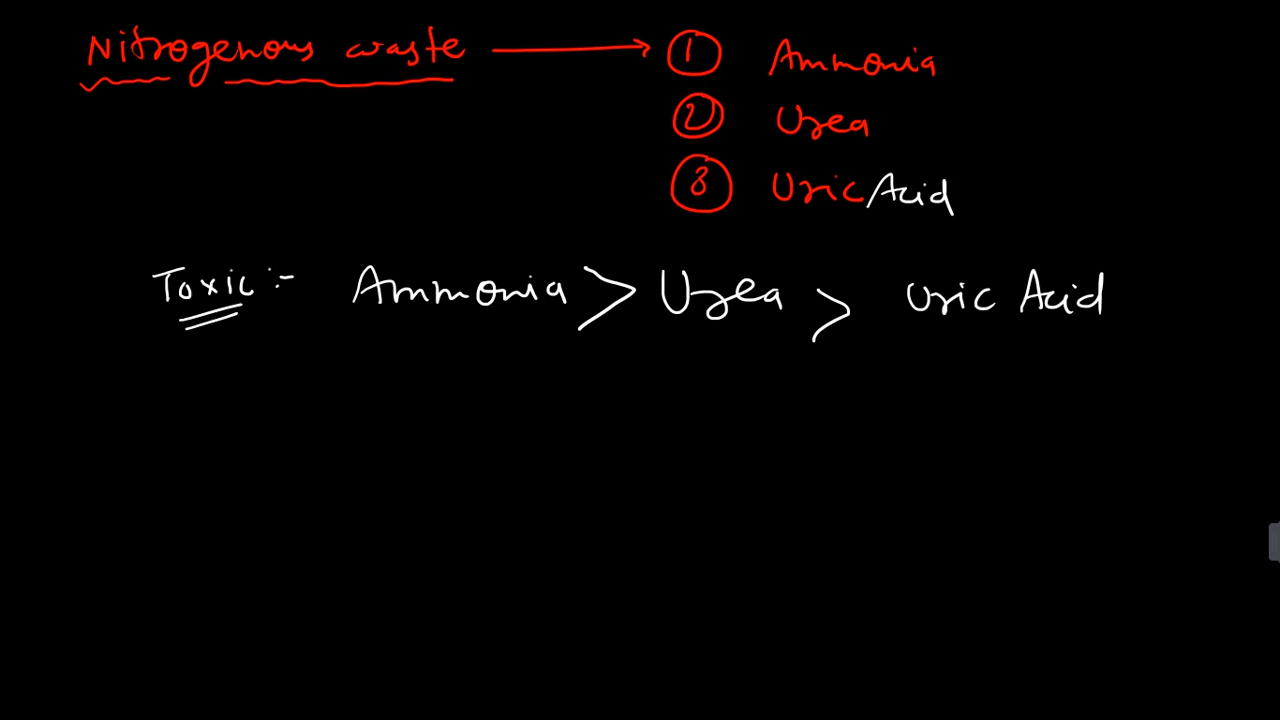 Nitrogenous waste → ① Ammonia
② Urea
③ Uric Acid
Toxic :- Ammonia > Urea > Uric Acid